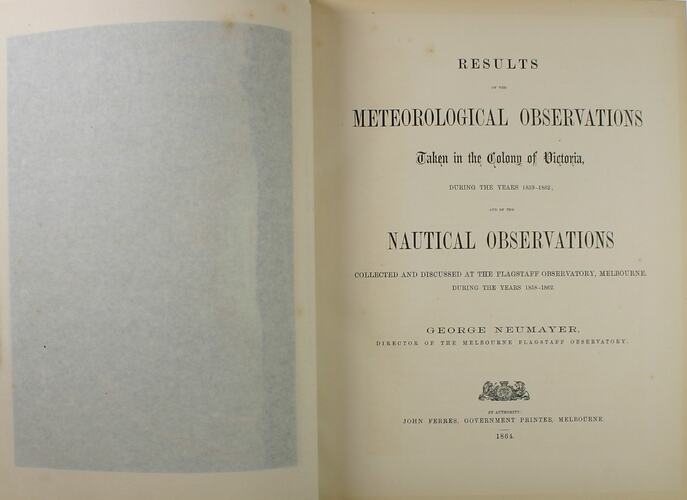 RESULTS
OF THE
METEOROLOGICAL OBSERVATIONS
Taken in the Colony of Victoria,
DURING THE YEARS 1859-1862;
AND OF THE
NAUTICAL OBSERVATIONS
COLLECTED AND DISCUSSED AT THE FLAGSTAFF OBSERVATORY, MELBOURNE,
DURING THE YEARS 1858-1862.
GEORGE NEUMAYER,
DIRECTOR OF THE MELBOURNE FLAGSTAFF OBSERVATORY.
BY AUTHORITY:
JOHN FERRES, GOVERNMENT PRINTER, MELBOURNE.
1864.